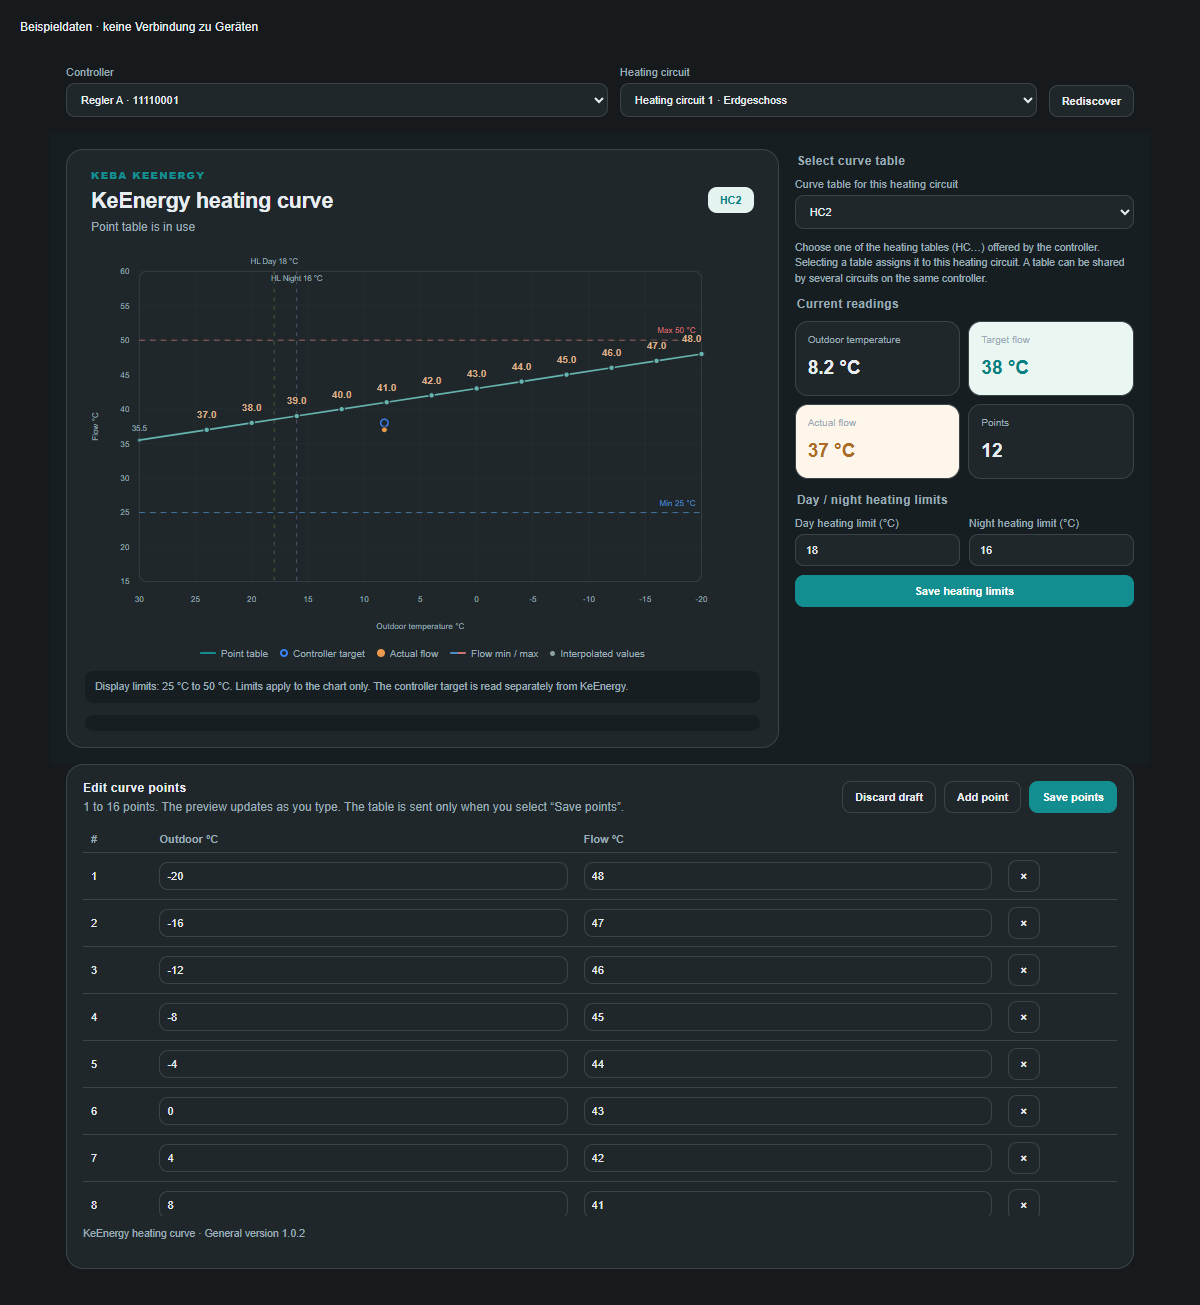 Beispieldaten · keine Verbindung zu Geräten
Controller
Heating circuit
Regler A · 11110001
Heating circuit 1 · Erdgeschoss
Rediscover
KEBA KEENERGY
KeEnergy heating curve
Point table is in use
HC2
HL Day 18 °C
HL Night 16 °C
60
55
50
45
40
35
30
25
20
15
Flow °C
Max 50 °C
Min 25 °C
35.5
37.0
38.0
39.0
40.0
41.0
42.0
43.0
44.0
45.0
46.0
47.0
48.0
30
25
20
15
10
5
0
-5
-10
-15
-20
Outdoor temperature °C
Point table
Controller target
Actual flow
Flow min / max
Interpolated values
Display limits: 25 °C to 50 °C. Limits apply to the chart only. The controller target is read separately from KeEnergy.
Select curve table
Curve table for this heating circuit
HC2
Choose one of the heating tables (HC…) offered by the controller.
Selecting a table assigns it to this heating circuit. A table can be shared
by several circuits on the same controller.
Current readings
Outdoor temperature
8.2 °C
Target flow
38 °C
Actual flow
37 °C
Points
12
Day / night heating limits
Day heating limit (°C)
Night heating limit (°C)
18
16
Save heating limits
Edit curve points
1 to 16 points. The preview updates as you type. The table is sent only when you select “Save points”.
Discard draft
Add point
Save points
# Outdoor °C Flow °C
1 -20 48 ×
2 -16 47 ×
3 -12 46 ×
4 -8 45 ×
5 -4 44 ×
6 0 43 ×
7 4 42 ×
8 8 41 ×
KeEnergy heating curve · General version 1.0.2